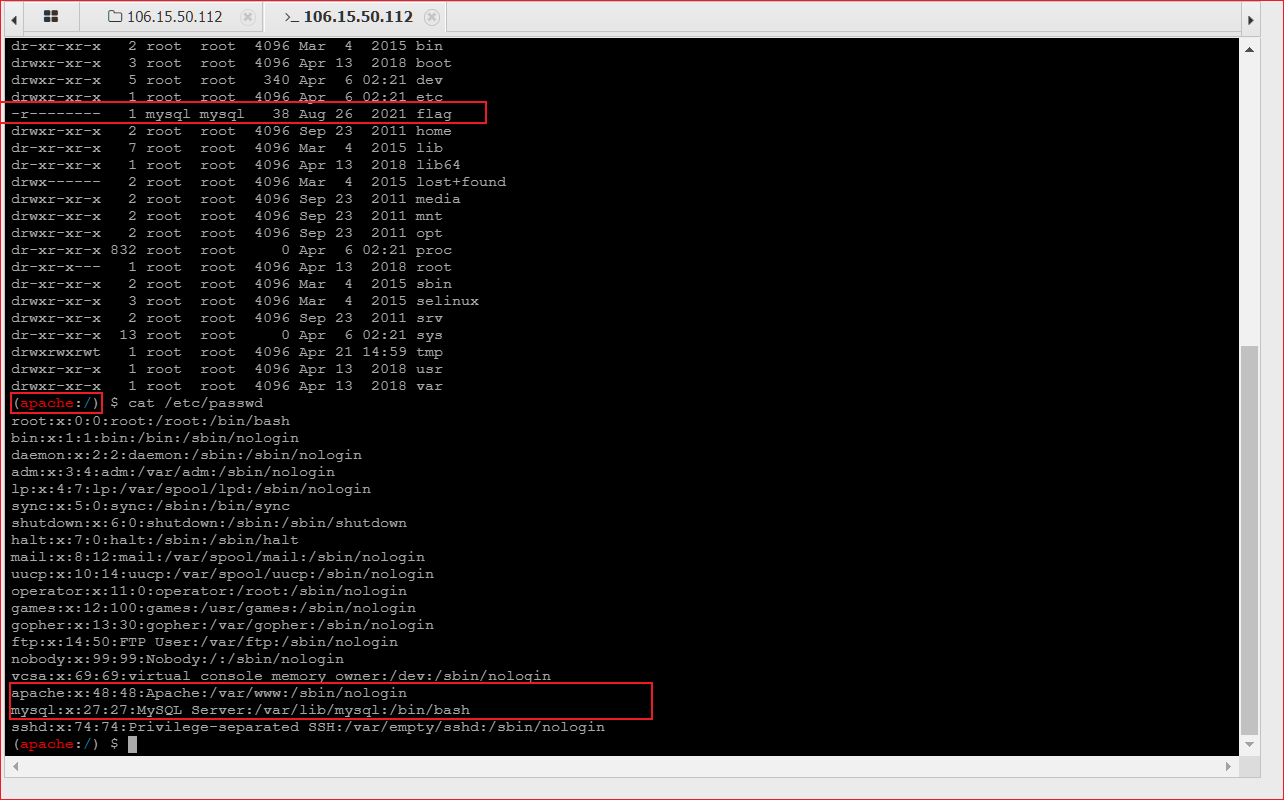 106.15.50.112 >_ 106.15.50.112
dr-xr-xr-x 2 root root 4096 Mar 4 2015 bin
drwxr-xr-x 3 root root 4096 Apr 13 2018 boot
drwxr-xr-x 5 root root 340 Apr 6 02:21 dev
drwxr-xr-x 1 root root 4096 Apr 6 02:21 etc
-r-------- 1 mysql mysql 38 Aug 26 2021 flag
drwxr-xr-x 2 root root 4096 Sep 23 2011 home
dr-xr-xr-x 7 root root 4096 Mar 4 2015 lib
dr-xr-xr-x 1 root root 4096 Apr 13 2018 lib64
drwx------ 2 root root 4096 Mar 4 2015 lost+found
drwxr-xr-x 2 root root 4096 Sep 23 2011 media
drwxr-xr-x 2 root root 4096 Sep 23 2011 mnt
drwxr-xr-x 2 root root 4096 Sep 23 2011 opt
dr-xr-xr-x 832 root root 0 Apr 6 02:21 proc
dr-xr-x--- 1 root root 4096 Apr 13 2018 root
dr-xr-xr-x 2 root root 4096 Mar 4 2015 sbin
drwxr-xr-x 3 root root 4096 Mar 4 2015 selinux
drwxr-xr-x 2 root root 4096 Sep 23 2011 srv
dr-xr-xr-x 13 root root 0 Apr 6 02:21 sys
drwxrwxrwt 1 root root 4096 Apr 21 14:59 tmp
drwxr-xr-x 1 root root 4096 Apr 13 2018 usr
drwxr-xr-x 1 root root 4096 Apr 13 2018 var
(apache:/) $ cat /etc/passwd
root:x:0:0:root:/root:/bin/bash
bin:x:1:1:bin:/bin:/sbin/nologin
daemon:x:2:2:daemon:/sbin:/sbin/nologin
adm:x:3:4:adm:/var/adm:/sbin/nologin
lp:x:4:7:lp:/var/spool/lpd:/sbin/nologin
sync:x:5:0:sync:/sbin:/bin/sync
shutdown:x:6:0:shutdown:/sbin:/sbin/shutdown
halt:x:7:0:halt:/sbin:/sbin/halt
mail:x:8:12:mail:/var/spool/mail:/sbin/nologin
uucp:x:10:14:uucp:/var/spool/uucp:/sbin/nologin
operator:x:11:0:operator:/root:/sbin/nologin
games:x:12:100:games:/usr/games:/sbin/nologin
gopher:x:13:30:gopher:/var/gopher:/sbin/nologin
ftp:x:14:50:FTP User:/var/ftp:/sbin/nologin
nobody:x:99:99:Nobody:/:/sbin/nologin
vcsa:x:69:69:virtual console memory owner:/dev:/sbin/nologin
apache:x:48:48:Apache:/var/www:/sbin/nologin
mysql:x:27:27:MySQL Server:/var/lib/mysql:/bin/bash
sshd:x:74:74:Privilege-separated SSH:/var/empty/sshd:/sbin/nologin
(apache:/) $